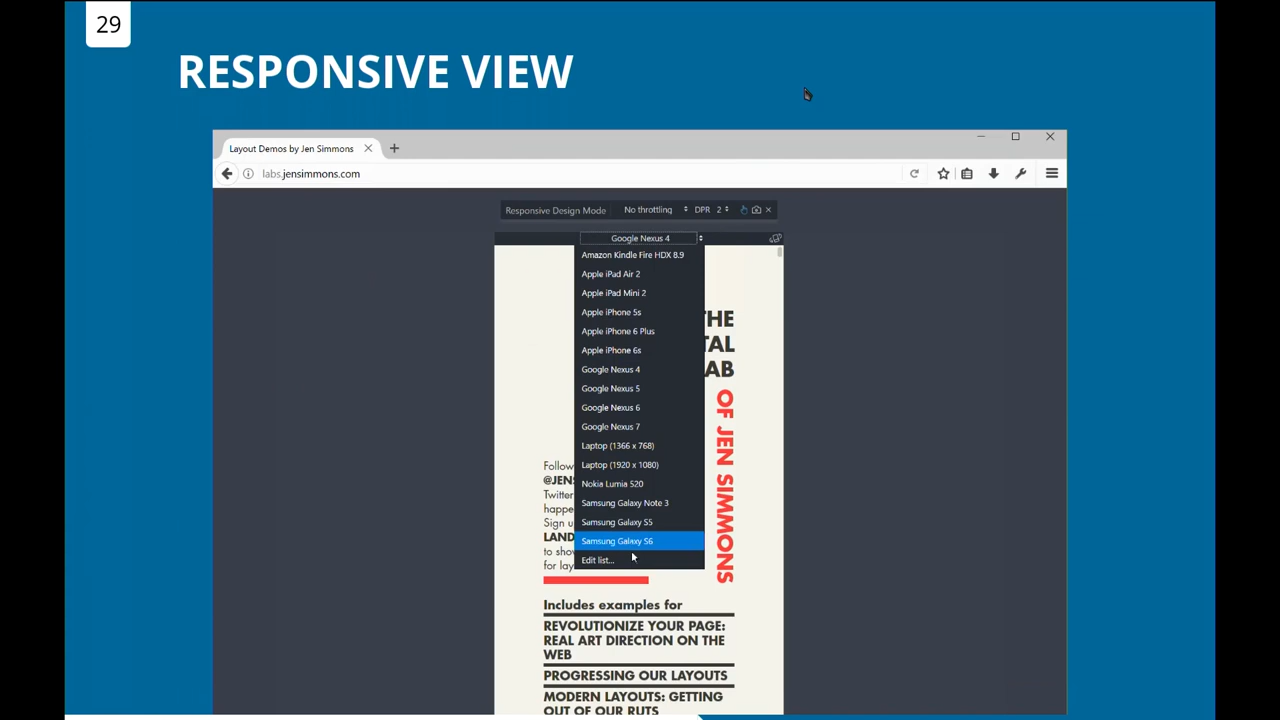 29
RESPONSIVE VIEW
Layout Demos by Jen Simmons
labs.jensimmons.com
Responsive Design Mode No throttling DPR 2
Google Nexus 4
Amazon Kindle Fire HDX 8.9
Apple iPad Air 2
Apple iPad Mini 2
Apple iPhone 5s
Apple iPhone 6 Plus
Apple iPhone 6s
Google Nexus 4
Google Nexus 5
Google Nexus 6
Google Nexus 7
Laptop (1366 x 768)
Laptop (1920 x 1080)
Nokia Lumia 520
Samsung Galaxy Note 3
Samsung Galaxy S5
Samsung Galaxy S6
Edit list...
OF JEN SIMMONS
Follow
Twitter
Sign u
to sho
for lay
Includes examples for
REVOLUTIONIZE YOUR PAGE:
REAL ART DIRECTION ON THE
WEB
PROGRESSING OUR LAYOUTS
MODERN LAYOUTS: GETTING
OUT OF OUR RUTS